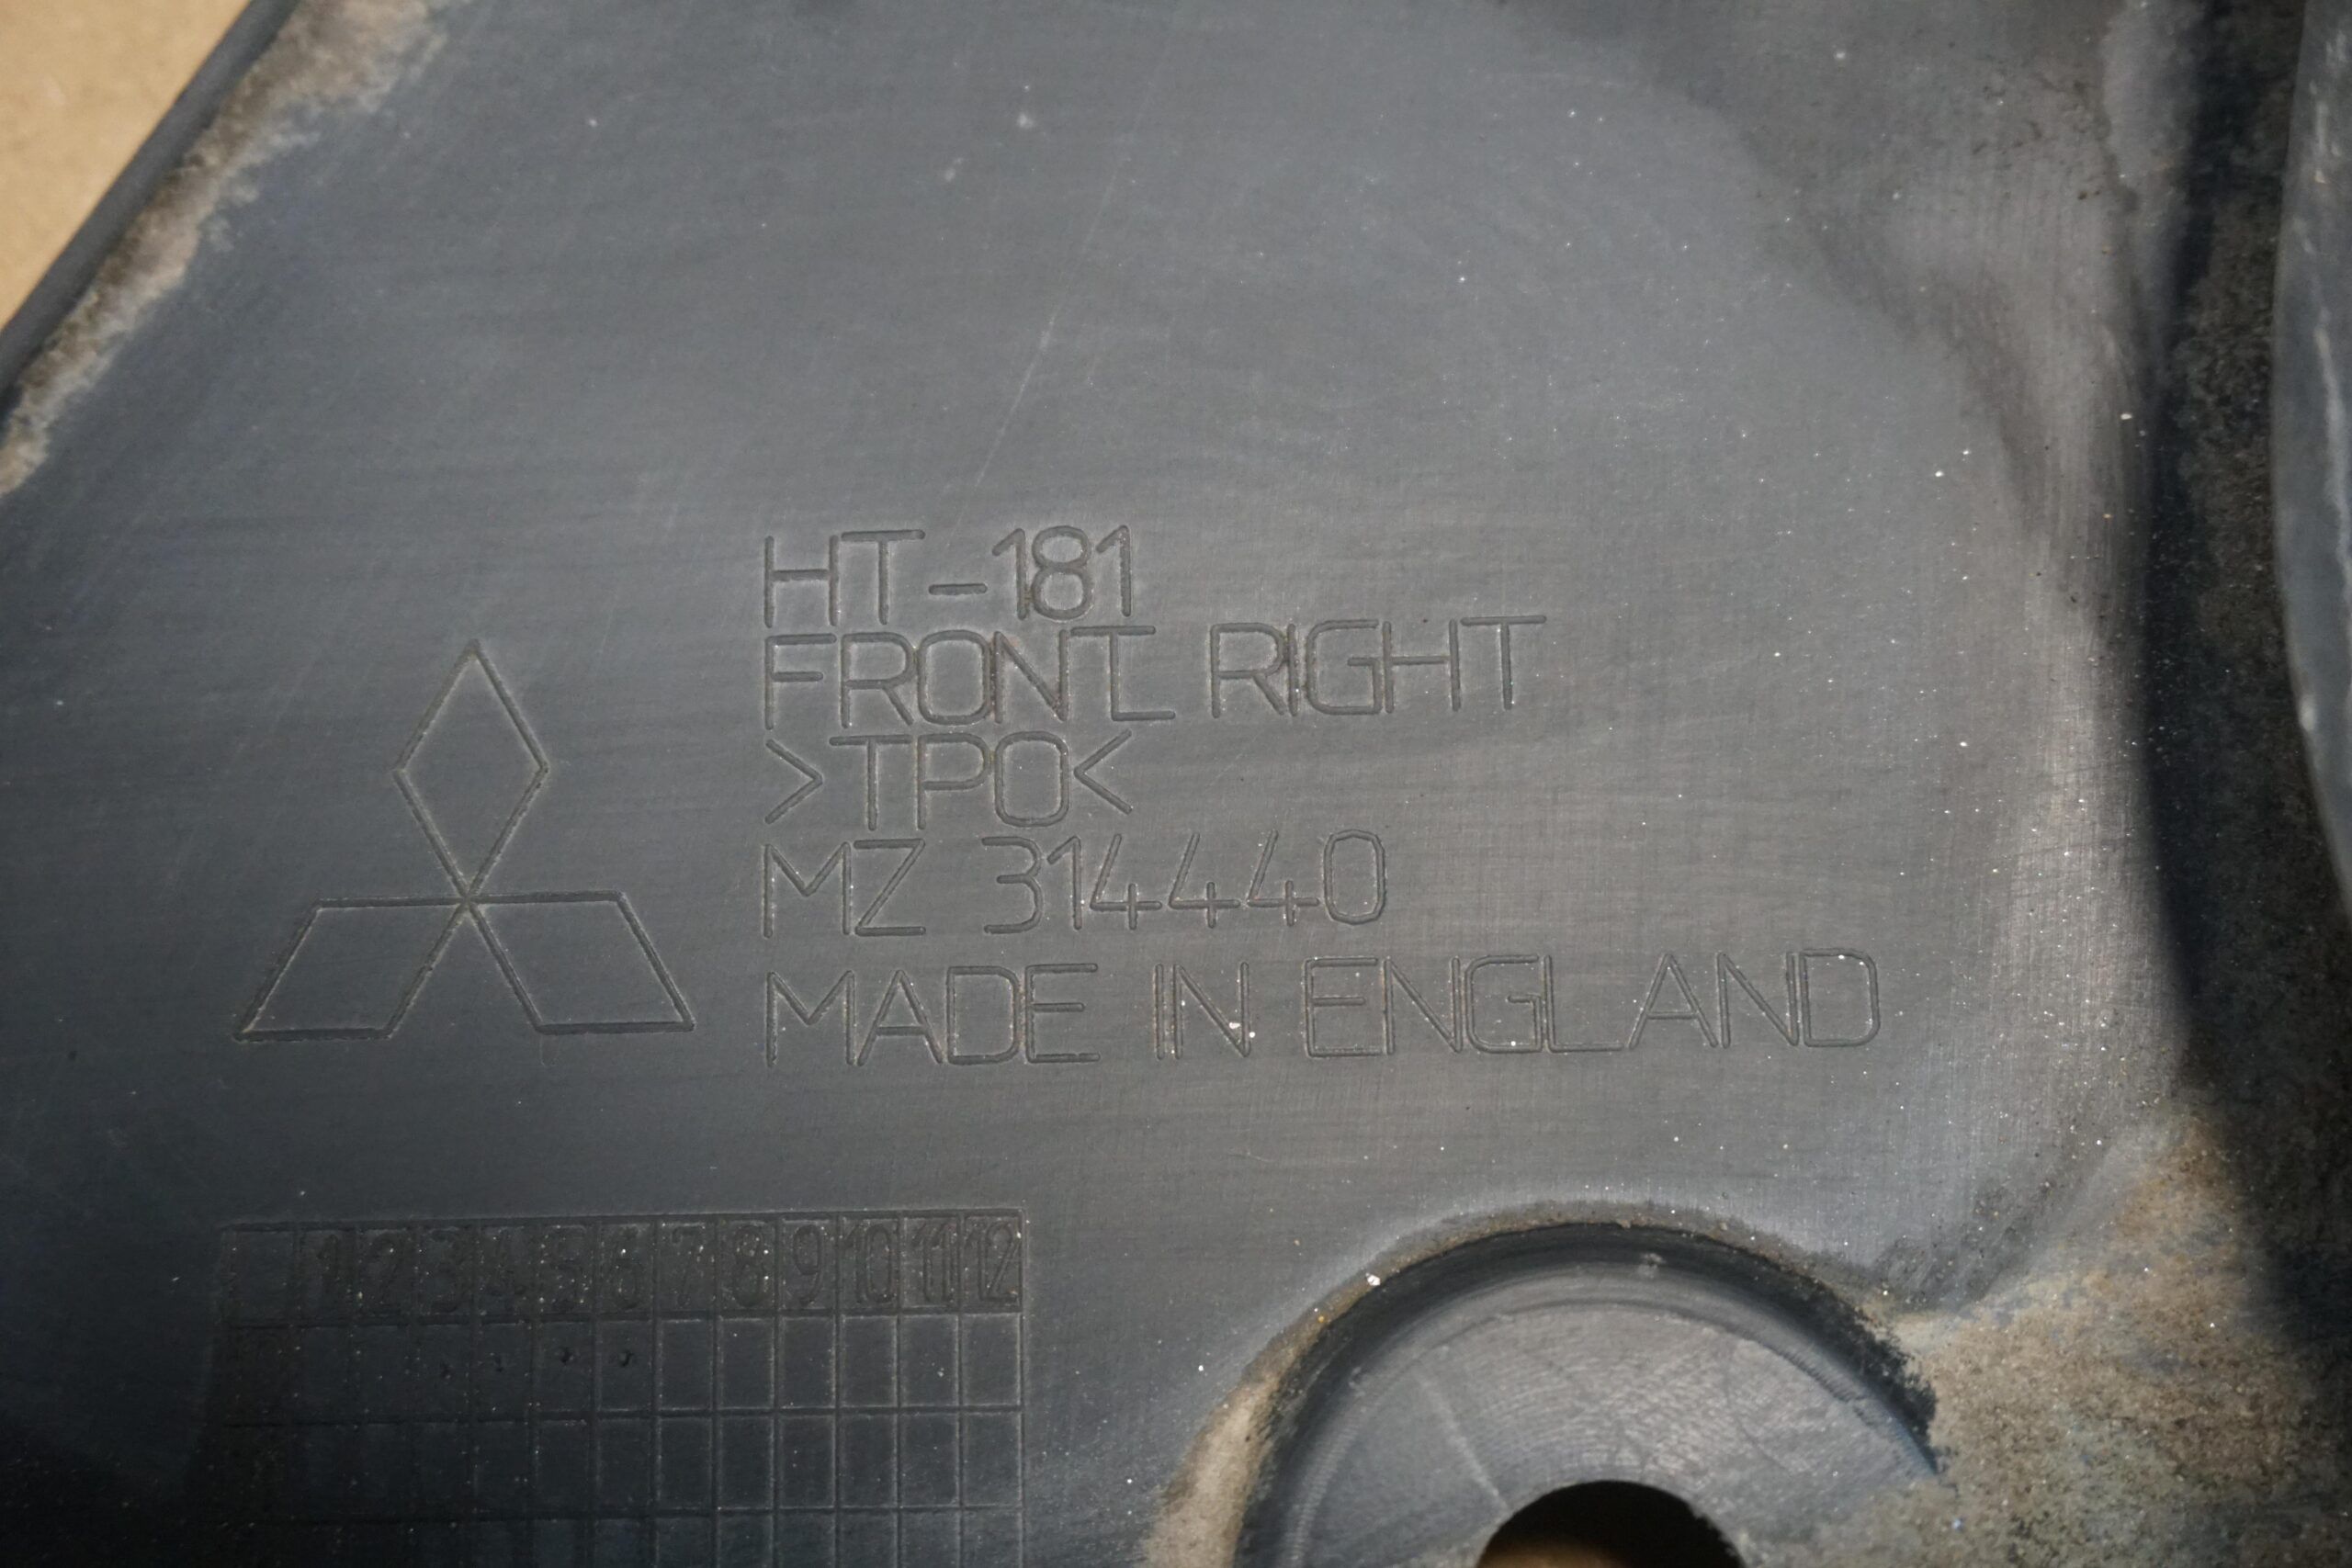 HT-181
FRONT RIGHT
>TPO<
MZ 314440
MADE IN ENGLAND
1 2 3 4 5 6 7 8 9 10 11 12